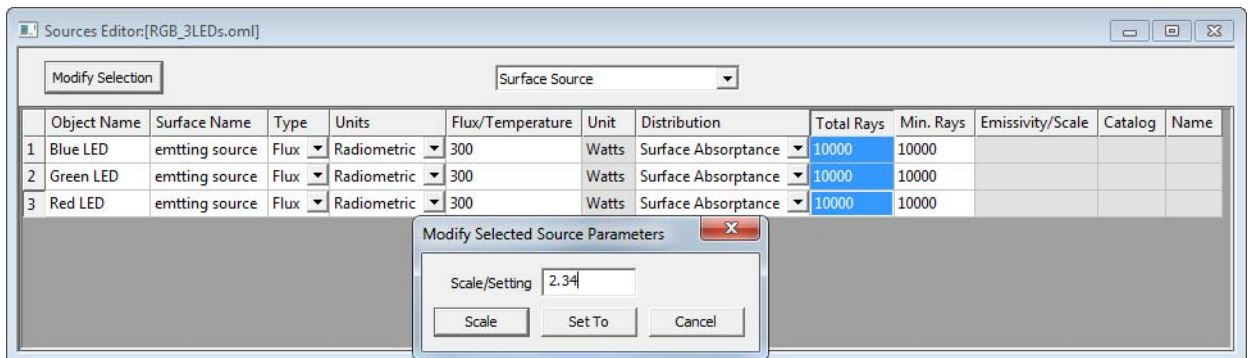 Sources Editor:[RGB_3LEDs.oml]
Modify Selection Surface Source
Object Name Surface Name Type Units Flux/Temperature Unit Distribution Total Rays Min. Rays Emissivity/Scale Catalog Name
1 Blue LED emtting source Flux Radiometric 300 Watts Surface Absorptance 10000 10000
2 Green LED emtting source Flux Radiometric 300 Watts Surface Absorptance 10000 10000
3 Red LED emtting source Flux Radiometric 300 Watts Surface Absorptance 10000 10000
Modify Selected Source Parameters
Scale/Setting 2.34
Scale Set To Cancel